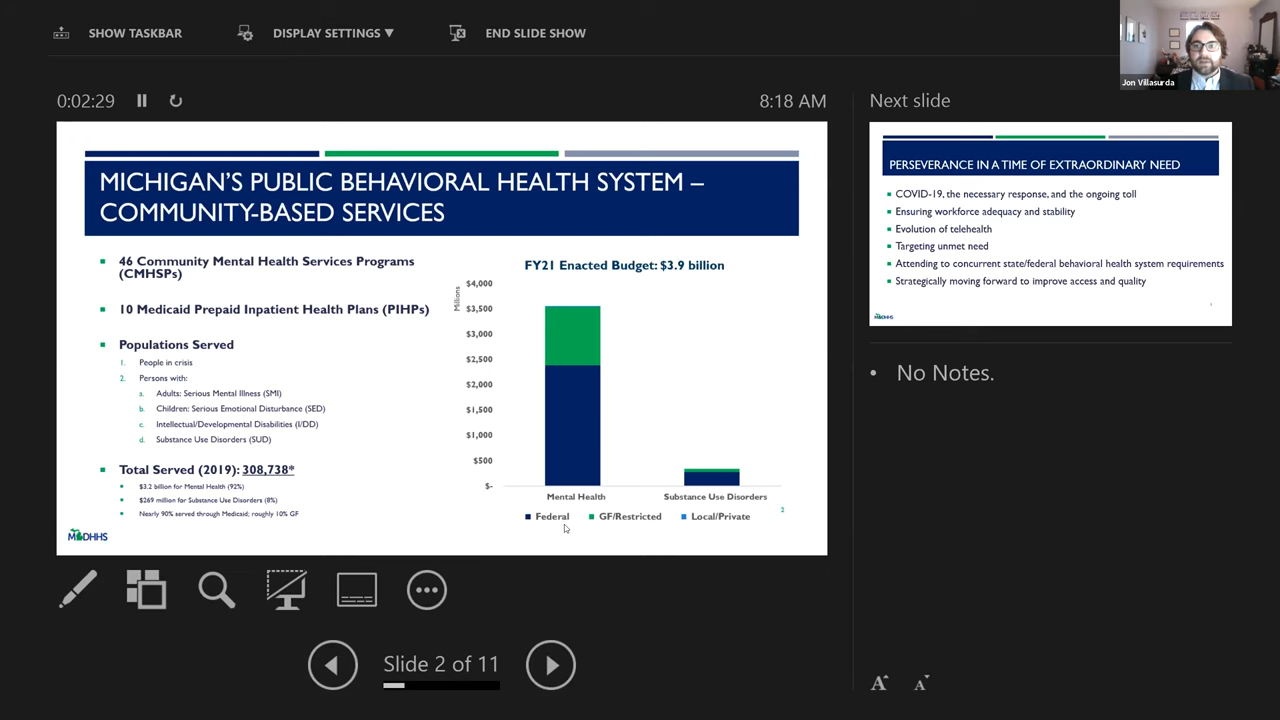 SHOW TASKBAR
DISPLAY SETTINGS ▼
END SLIDE SHOW
Jon Villasurda
0:02:29
8:18 AM
Next slide
MICHIGAN'S PUBLIC BEHAVIORAL HEALTH SYSTEM –
COMMUNITY-BASED SERVICES
46 Community Mental Health Services Programs
(CMHSPs)
10 Medicaid Prepaid Inpatient Health Plans (PIHPs)
Populations Served
1. People in crisis
2. Persons with:
a. Adults: Serious Mental Illness (SMI)
b. Children: Serious Emotional Disturbance (SED)
c. Intellectual/Developmental Disabilities (I/DD)
d. Substance Use Disorders (SUD)
Total Served (2019): 308,738*
$3.2 billion for Mental Health (92%)
$269 million for Substance Use Disorders (8%)
Nearly 90% served through Medicaid; roughly 10% GF
MDHHS
FY21 Enacted Budget: $3.9 billion
Millions
$4,000
$3,500
$3,000
$2,500
$2,000
$1,500
$1,000
$500
$-
Mental Health
Substance Use Disorders
Federal
GF/Restricted
Local/Private
2
PERSEVERANCE IN A TIME OF EXTRAORDINARY NEED
COVID-19, the necessary response, and the ongoing toll
Ensuring workforce adequacy and stability
Evolution of telehealth
Targeting unmet need
Attending to concurrent state/federal behavioral health system requirements
Strategically moving forward to improve access and quality
MDHHS
• No Notes.
Slide 2 of 11
A A